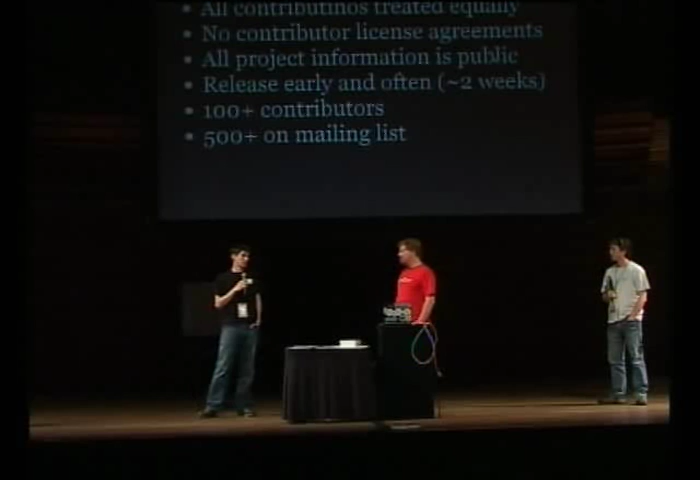 All contributinos treated equally
No contributor license agreements
All project information is public
Release early and often (~2 weeks)
100+ contributors
500+ on mailing list